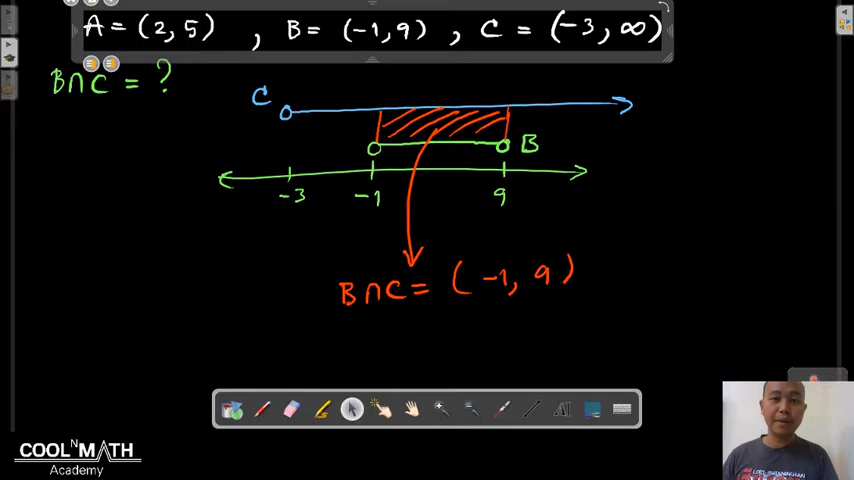 A = (2, 5) , B = (-1, 9) , C = (-3, ∞)
B∩C = ?
C
B
-3 -1 9
B∩C = (-1, 9)
COOL N MATH
Academy